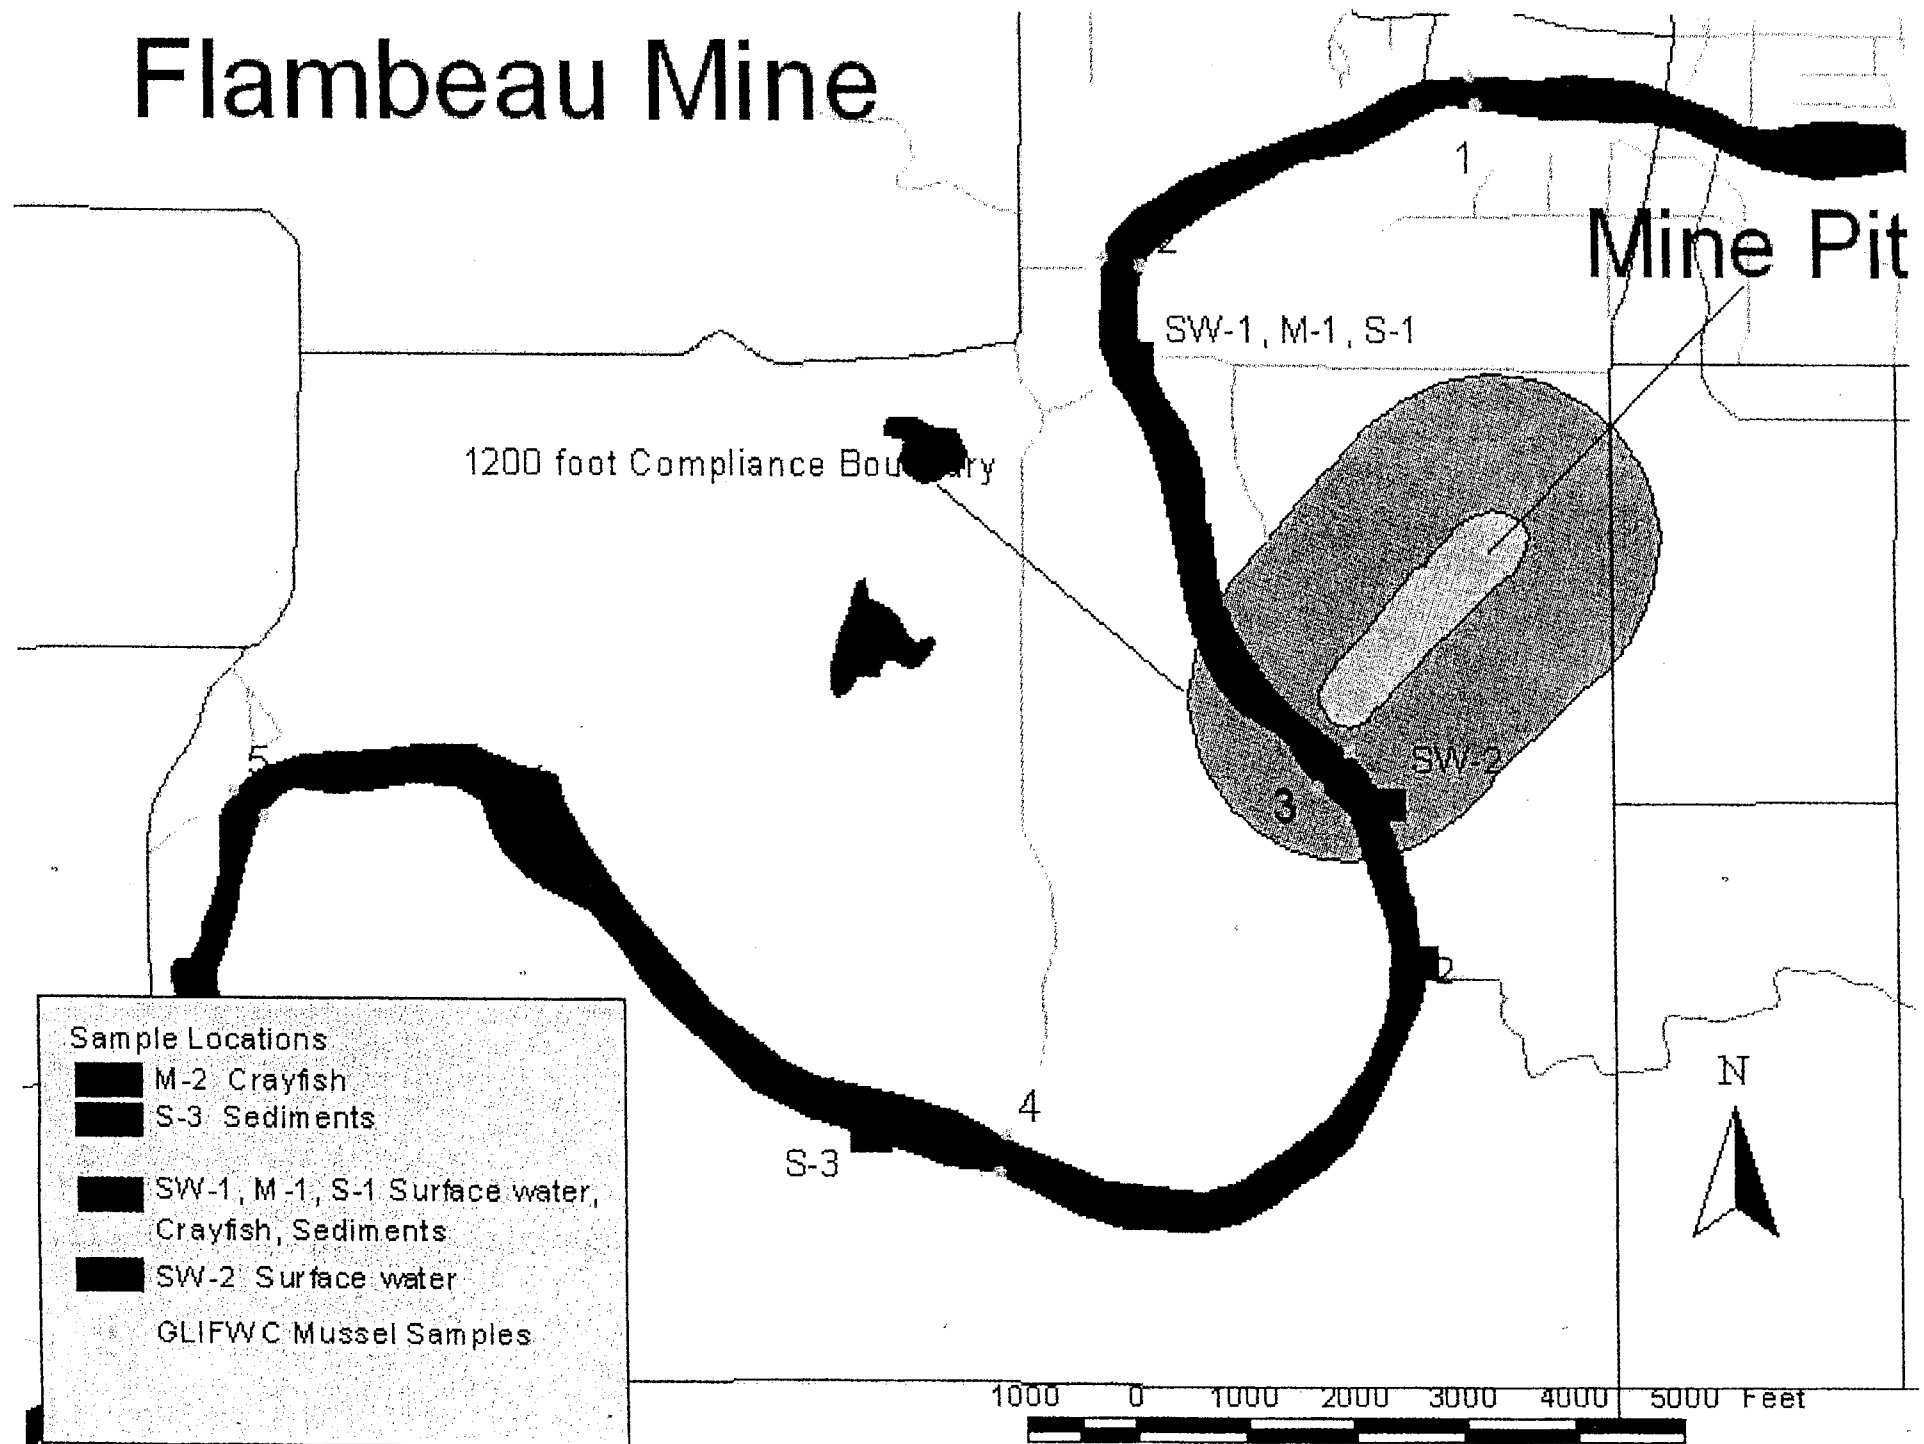 Flambeau Mine
1
Mine Pit
2
SW-1, M-1, S-1
1200 foot Compliance Bou ry
SW-2
3
5
2
4
S-3
N
Sample Locations
M-2 Crayfish
S-3 Sediments
SW-1, M-1, S-1 Surface water,
Crayfish, Sediments
SW-2 Surface water
GLIFWC Mussel Samples
1000 0 1000 2000 3000 4000 5000 Feet